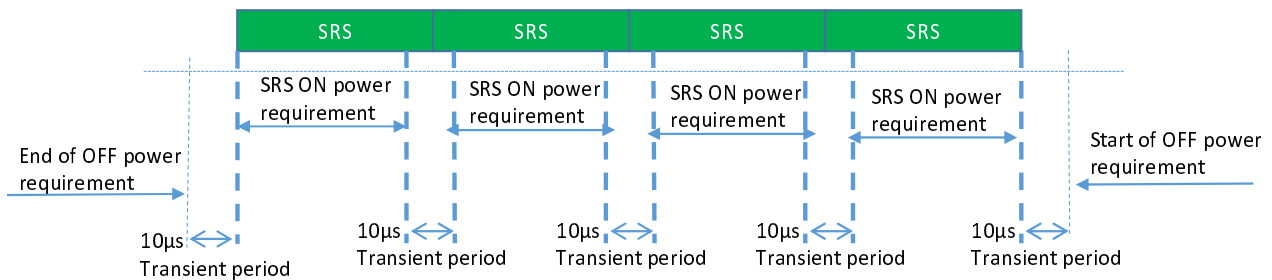 SRS SRS SRS SRS
SRS ON power
requirement
SRS ON power
requirement
SRS ON power
requirement
SRS ON power
requirement
End of OFF power
requirement
Start of OFF power
requirement
10µs
Transient period
10µs
Transient period
10µs
Transient period
10µs
Transient period
10µs
Transient period